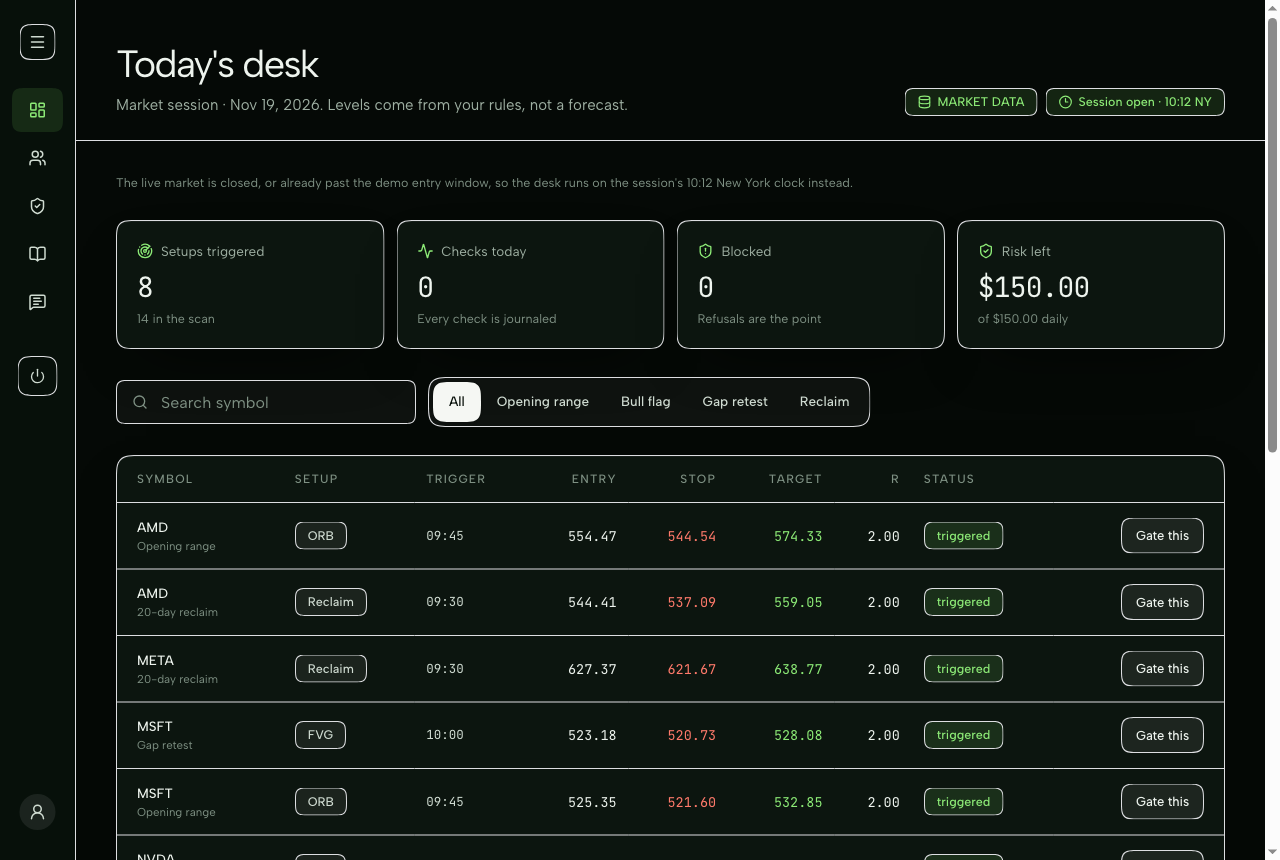 Today's desk
Market session · Nov 19, 2026. Levels come from your rules, not a forecast.
MARKET DATA
Session open · 10:12 NY
The live market is closed, or already past the demo entry window, so the desk runs on the session's 10:12 New York clock instead.
Setups triggered
8
14 in the scan
Checks today
0
Every check is journaled
Blocked
0
Refusals are the point
Risk left
$150.00
of $150.00 daily
Search symbol
All Opening range Bull flag Gap retest Reclaim
SYMBOL SETUP TRIGGER ENTRY STOP TARGET R STATUS
AMD
Opening range
ORB 09:45 554.47 544.54 574.33 2.00 triggered Gate this
AMD
20-day reclaim
Reclaim 09:30 544.41 537.09 559.05 2.00 triggered Gate this
META
20-day reclaim
Reclaim 09:30 627.37 621.67 638.77 2.00 triggered Gate this
MSFT
Gap retest
FVG 10:00 523.18 520.73 528.08 2.00 triggered Gate this
MSFT
Opening range
ORB 09:45 525.35 521.60 532.85 2.00 triggered Gate this
NVDA